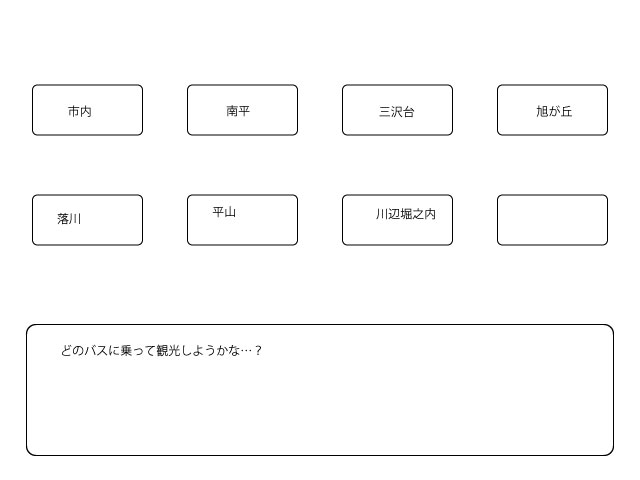 市内
南平
三沢台
旭が丘
落川
平山
川辺堀之内
どのバスに乗って観光しようかな…？